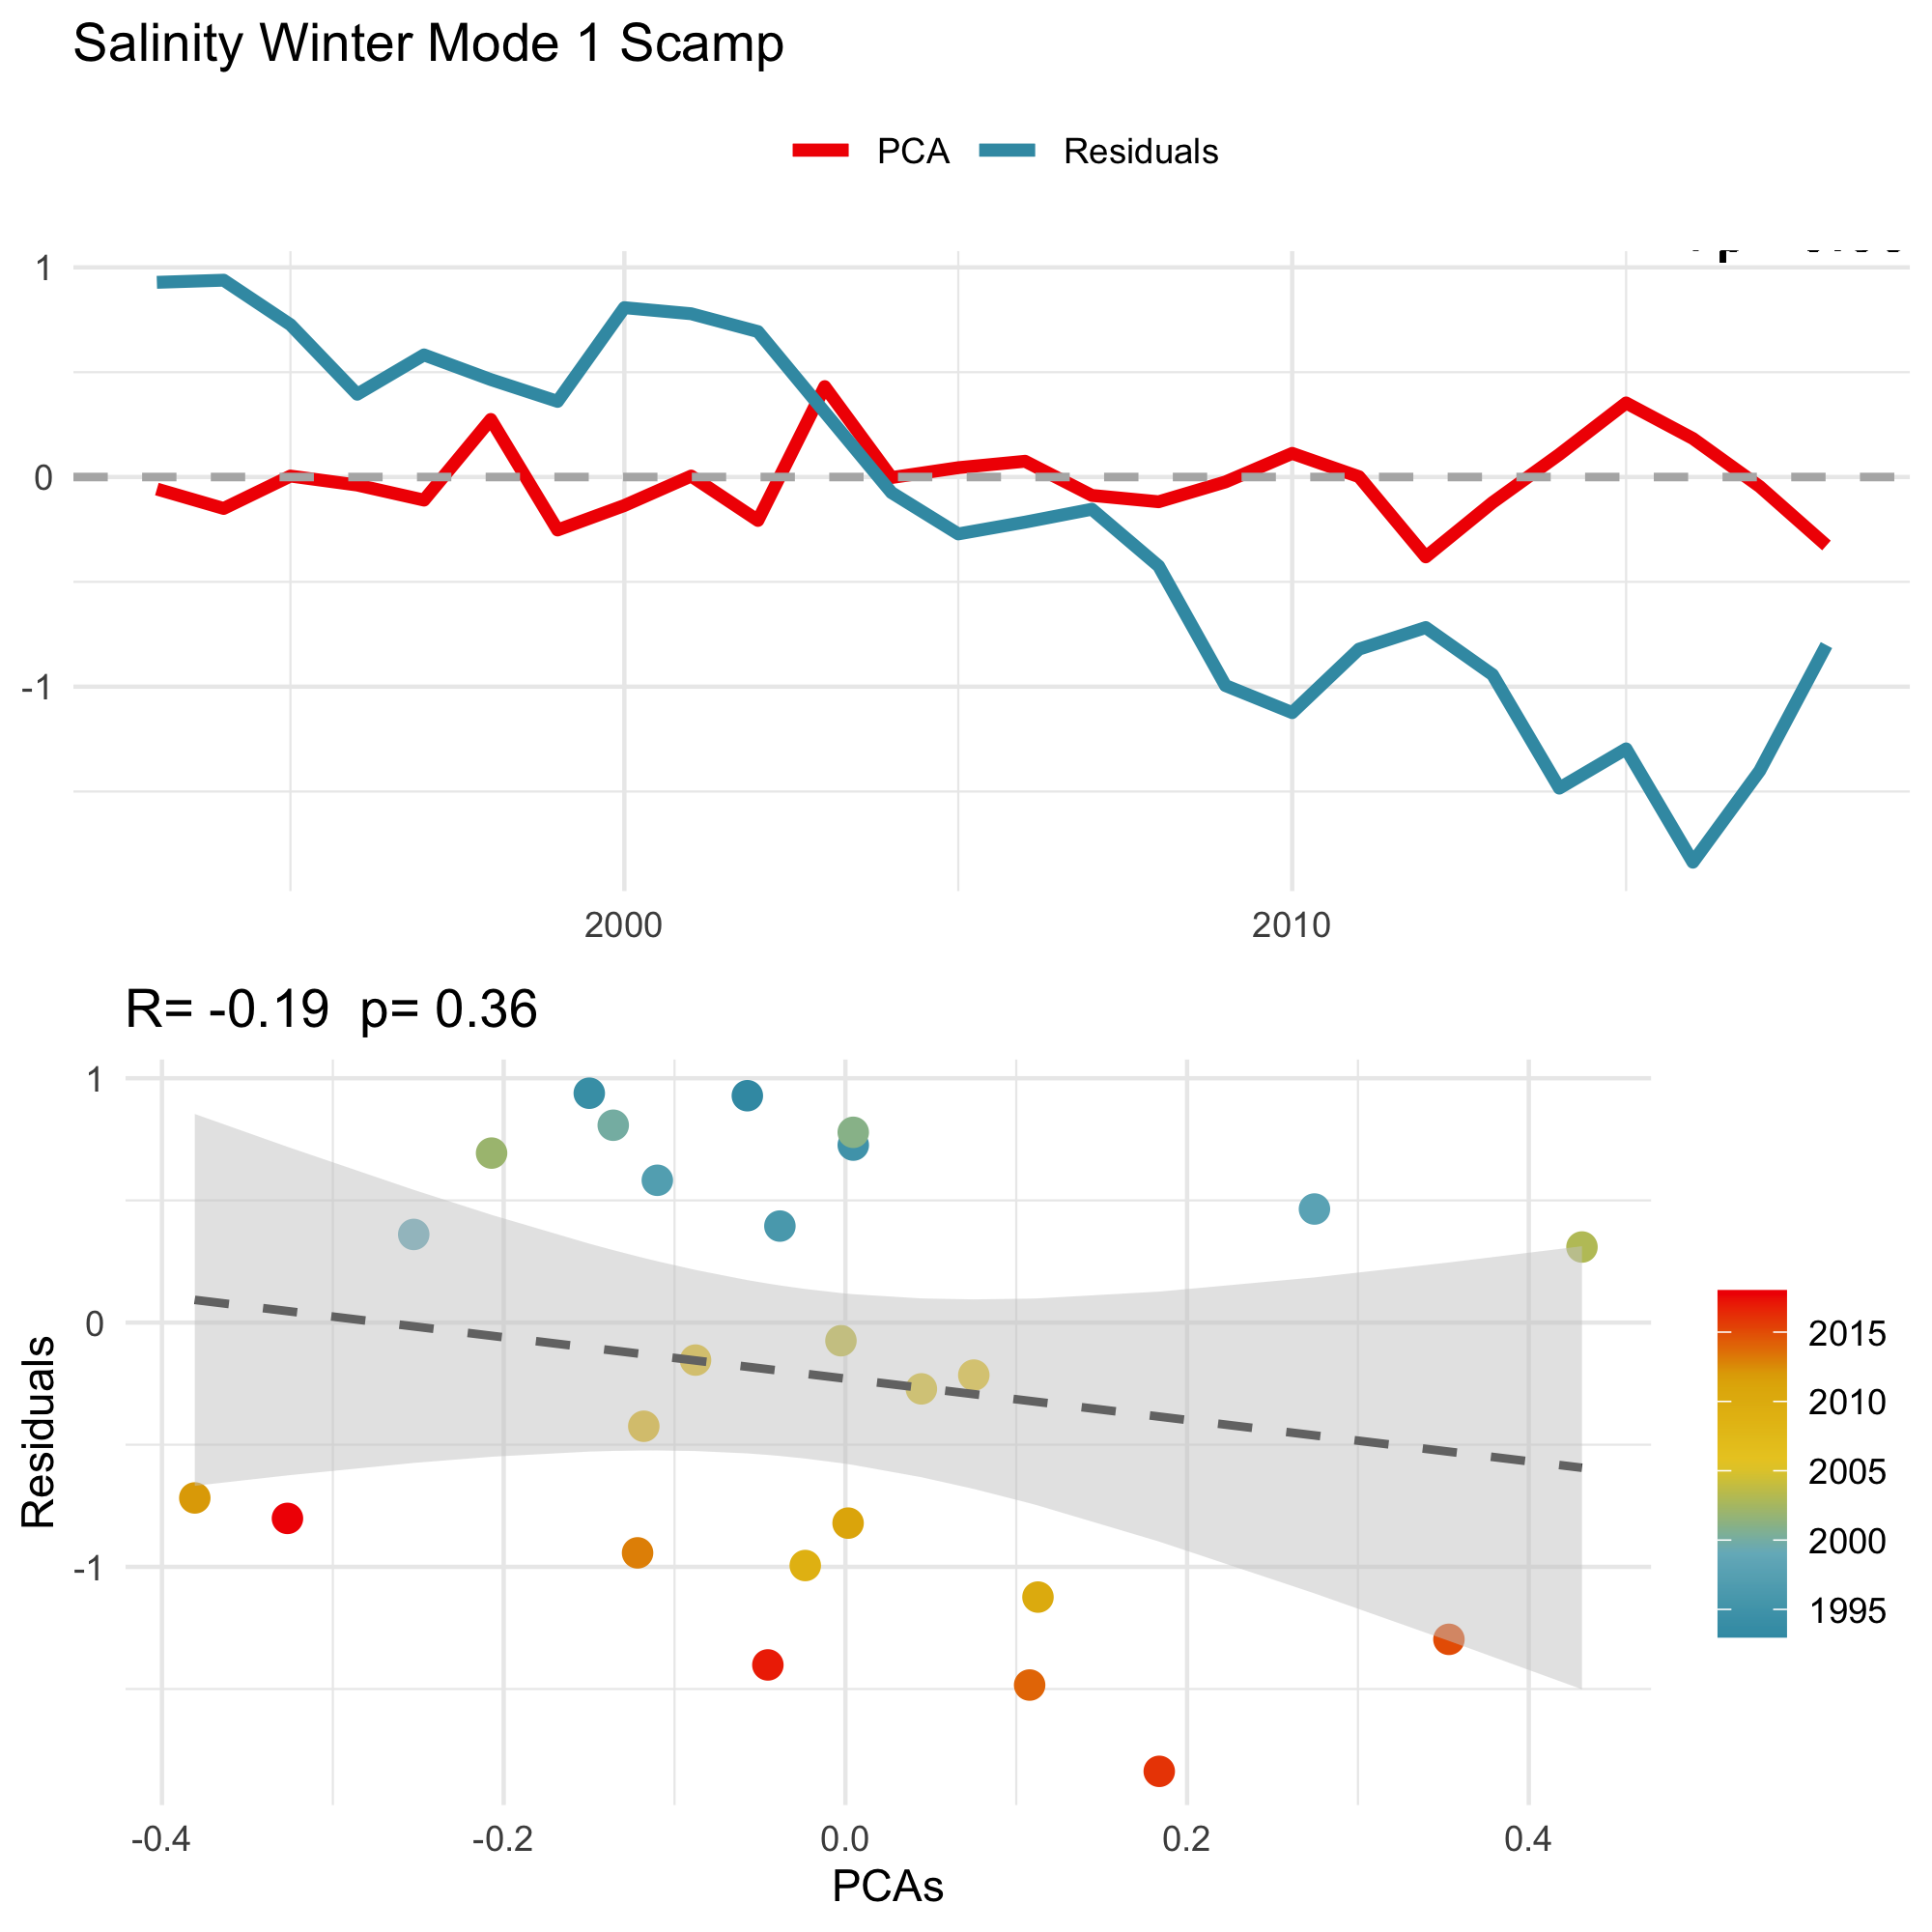 Salinity Winter Mode 1 Scamp
PCA Residuals
1
0
-1
2000 2010
R= -0.19 p= 0.36
1
0
-1
Residuals
-0.4 -0.2 0.0 0.2 0.4
PCAs
2015
2010
2005
2000
1995